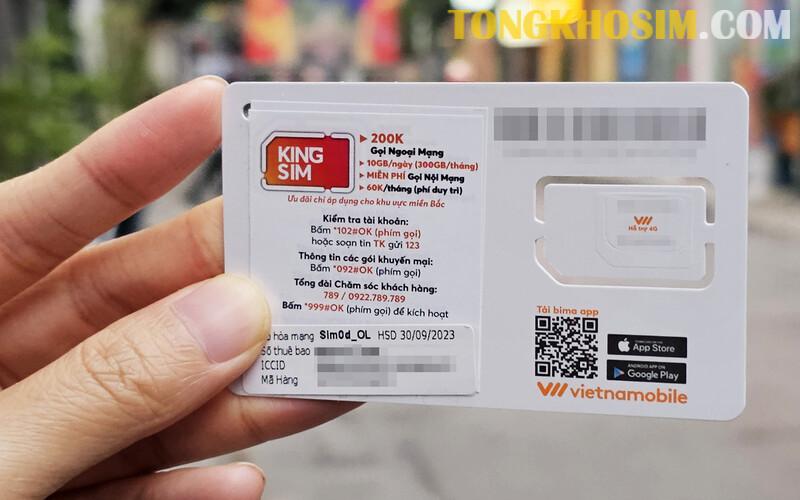 TONGKHOSIM.COM
KING
SIM
200K
Gọi Ngoại Mạng
10GB/ngày (300GB/tháng)
MIỄN PHÍ Gọi Nội Mạng
60K/tháng (phí duy trì)
Ưu đãi chỉ áp dụng cho khu vực miền Bắc
Kiểm tra tài khoản:
Bấm *102#OK (phím gọi)
hoặc soạn tin TK gửi 123
Thông tin các gói khuyến mại:
Bấm *092#OK (phím gọi)
Tổng đài Chăm sóc khách hàng:
789 / 0922.789.789
Bấm *999#OK (phím gọi) để kích hoạt
hòa mạng Sim0d_OL HSD 30/09/2023
Số thuê bao
ICCID
Mã Hàng
Hỗ trợ 4G
Tải bima app
App Store
ANDROID APP ON
Google Play
vietnamobile